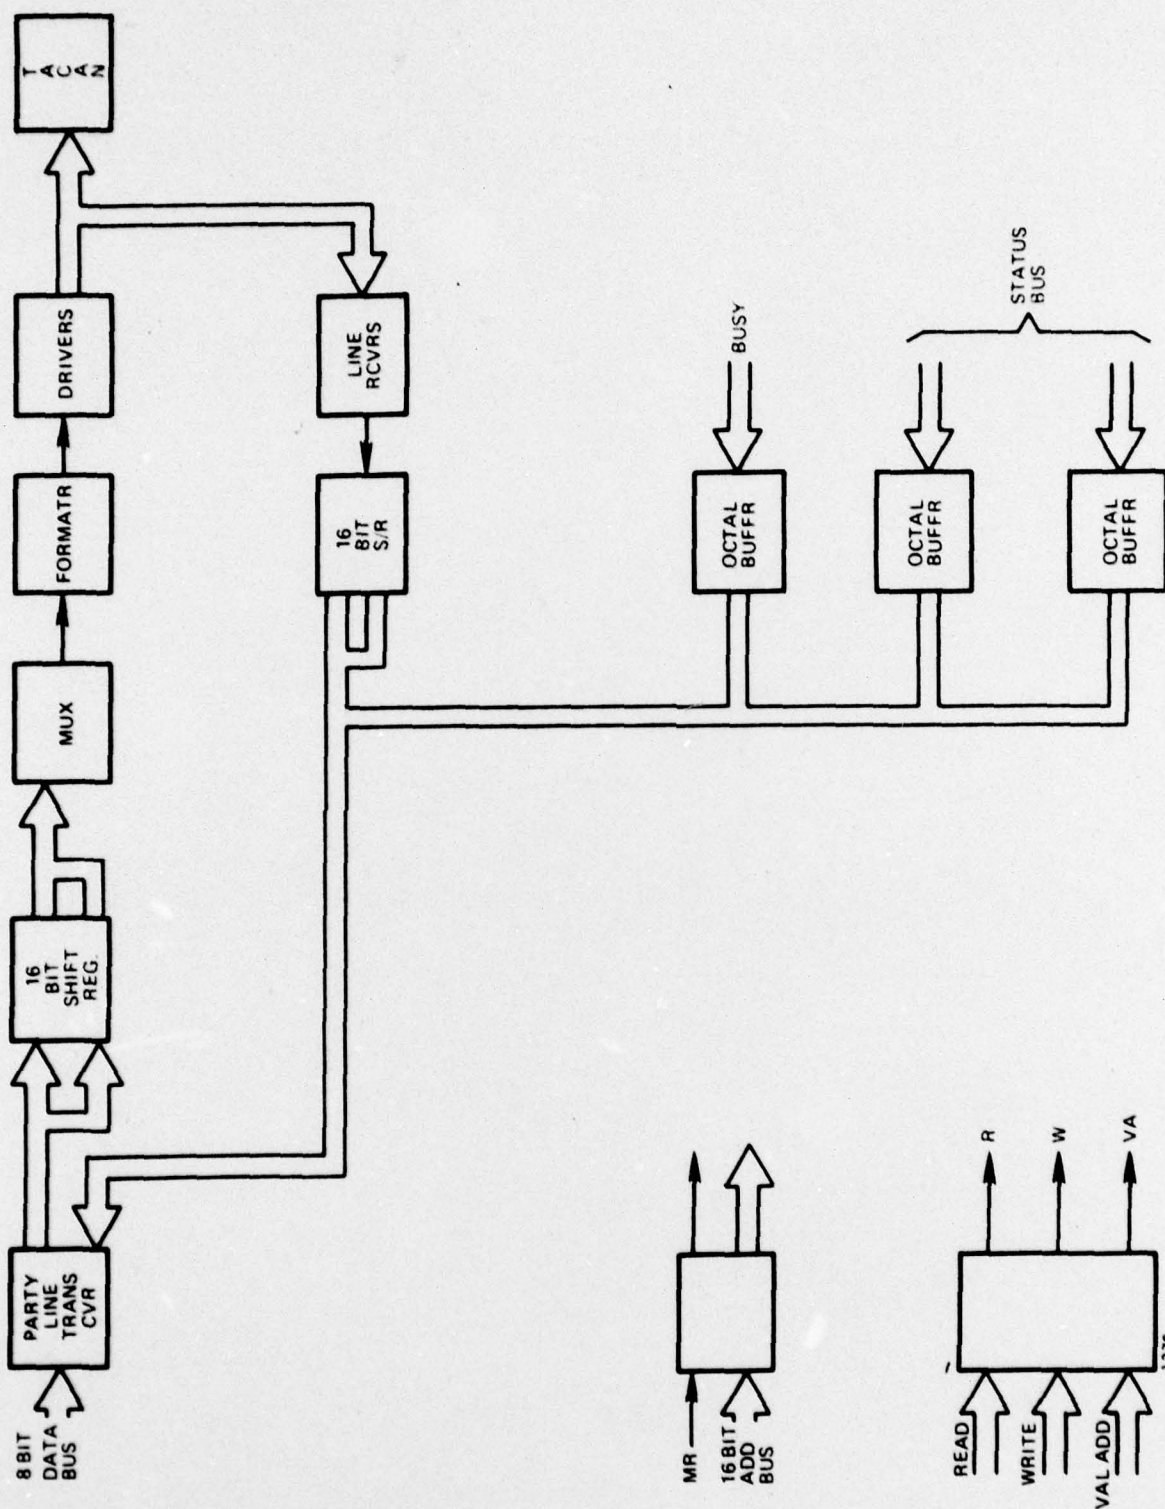 8 BIT
DATA
BUS
PARTY
LINE
TRANS
CVR
16
BIT
SHIFT
REG.
MUX
FORMATR
DRIVERS
T
A
C
A
N
16
BIT
S/R
LINE
RCVRS
MR
16 BIT
ADD
BUS
OCTAL
BUFFR
BUSY
OCTAL
BUFFR
OCTAL
BUFFR
STATUS
BUS
READ
WRITE
VAL ADD
R
W
VA